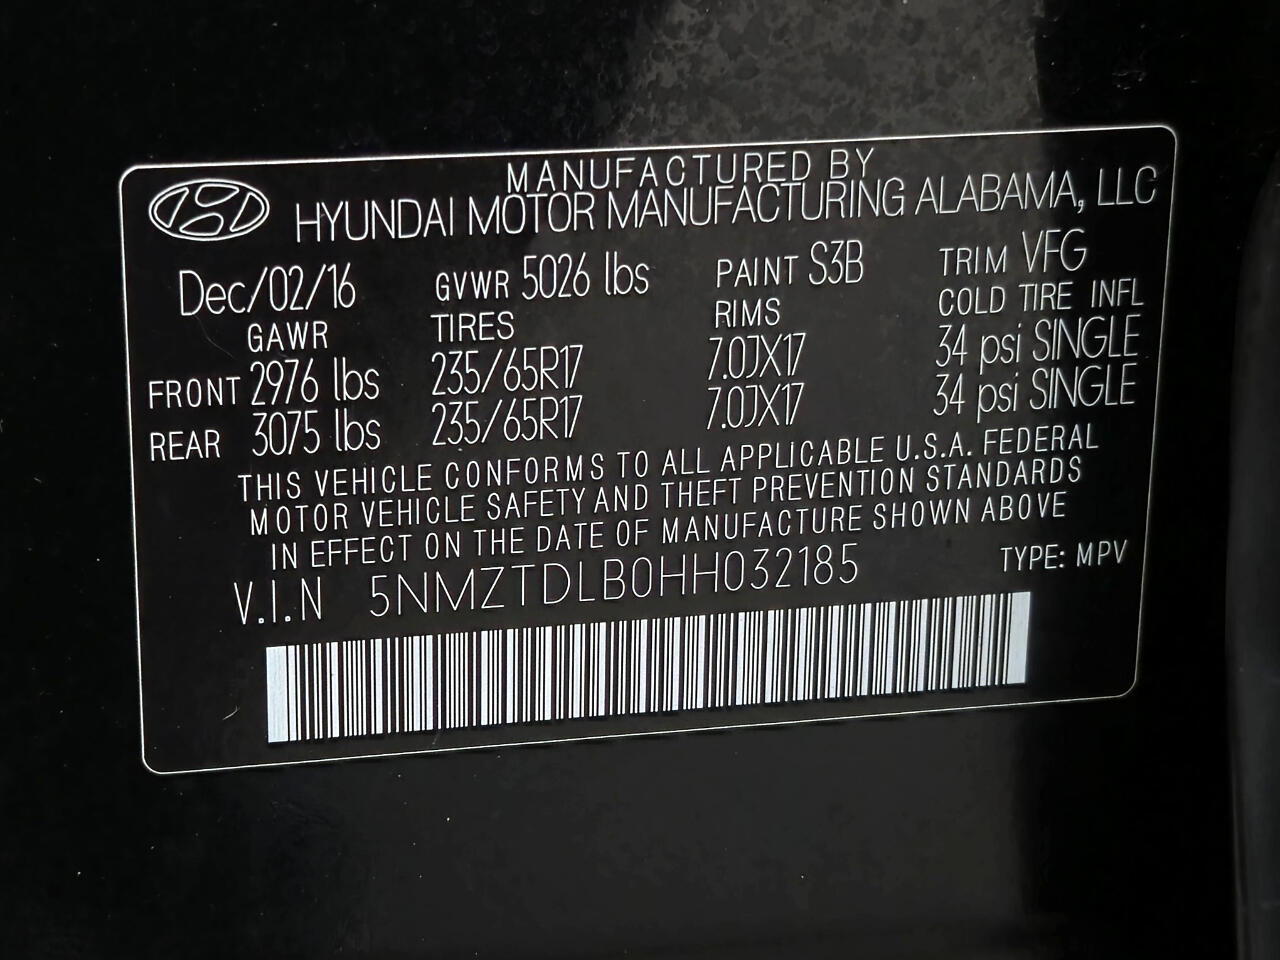 MANUFACTURED BY
HYUNDAI MOTOR MANUFACTURING ALABAMA, LLC
Dec/02/16 GVWR 5026 lbs PAINT S3B TRIM VFG
GAWR TIRES RIMS COLD TIRE INFL
FRONT 2976 lbs 235/65R17 7.0JX17 34 psi SINGLE
REAR 3075 lbs 235/65R17 7.0JX17 34 psi SINGLE
THIS VEHICLE CONFORMS TO ALL APPLICABLE U.S.A. FEDERAL
MOTOR VEHICLE SAFETY AND THEFT PREVENTION STANDARDS
IN EFFECT ON THE DATE OF MANUFACTURE SHOWN ABOVE
V.I.N 5NMZTDLB0HH032185 TYPE: MPV